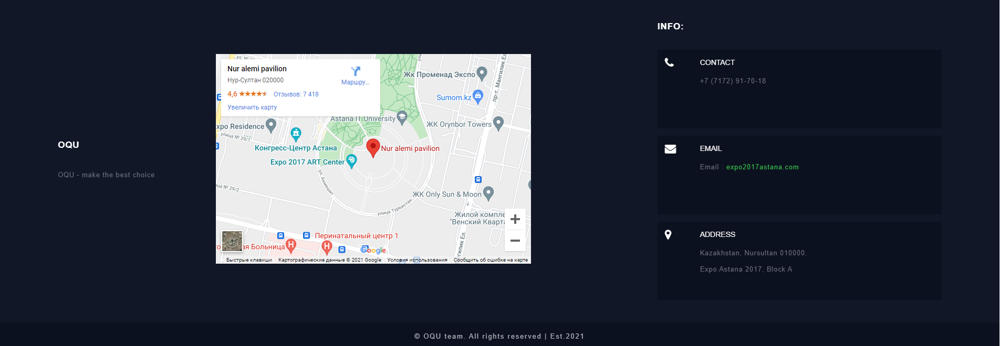 OQU
OQU - make the best choice
ул. №
Nur alemi pavilion
Нур-Султан 020000
Маршру...
4,6
Отзывов: 7 418
Увеличить карту
Жк Променад Экспо
пр-т. Мангилик Ел
Sumom.kz
Astana IT University
ЖК Orynbor Towers
xpo Residence
улица № 29/1
Конгресс-Центр Астана
Nur alemi pavilion
Expo 2017 ART Center
ул. Акмешит
ца № 29/2
ЖК Only Sun & Moon
улица Туркистан
Жилой компле
"Венский Кварта
нгилик Ел.
Перинатальный центр 1
ая Больница
Google
Быстрые клавиши
Картографические данные © 2021 Google
Условия использования
Сообщить об ошибке на карте
INFO:
CONTACT
+7 (7172) 91-70-18
EMAIL
Email : expo2017astana.com
ADDRESS
Kazakhstan, Nursultan 010000.
Expo Astana 2017, Block A
© OQU team. All rights reserved | Est.2021